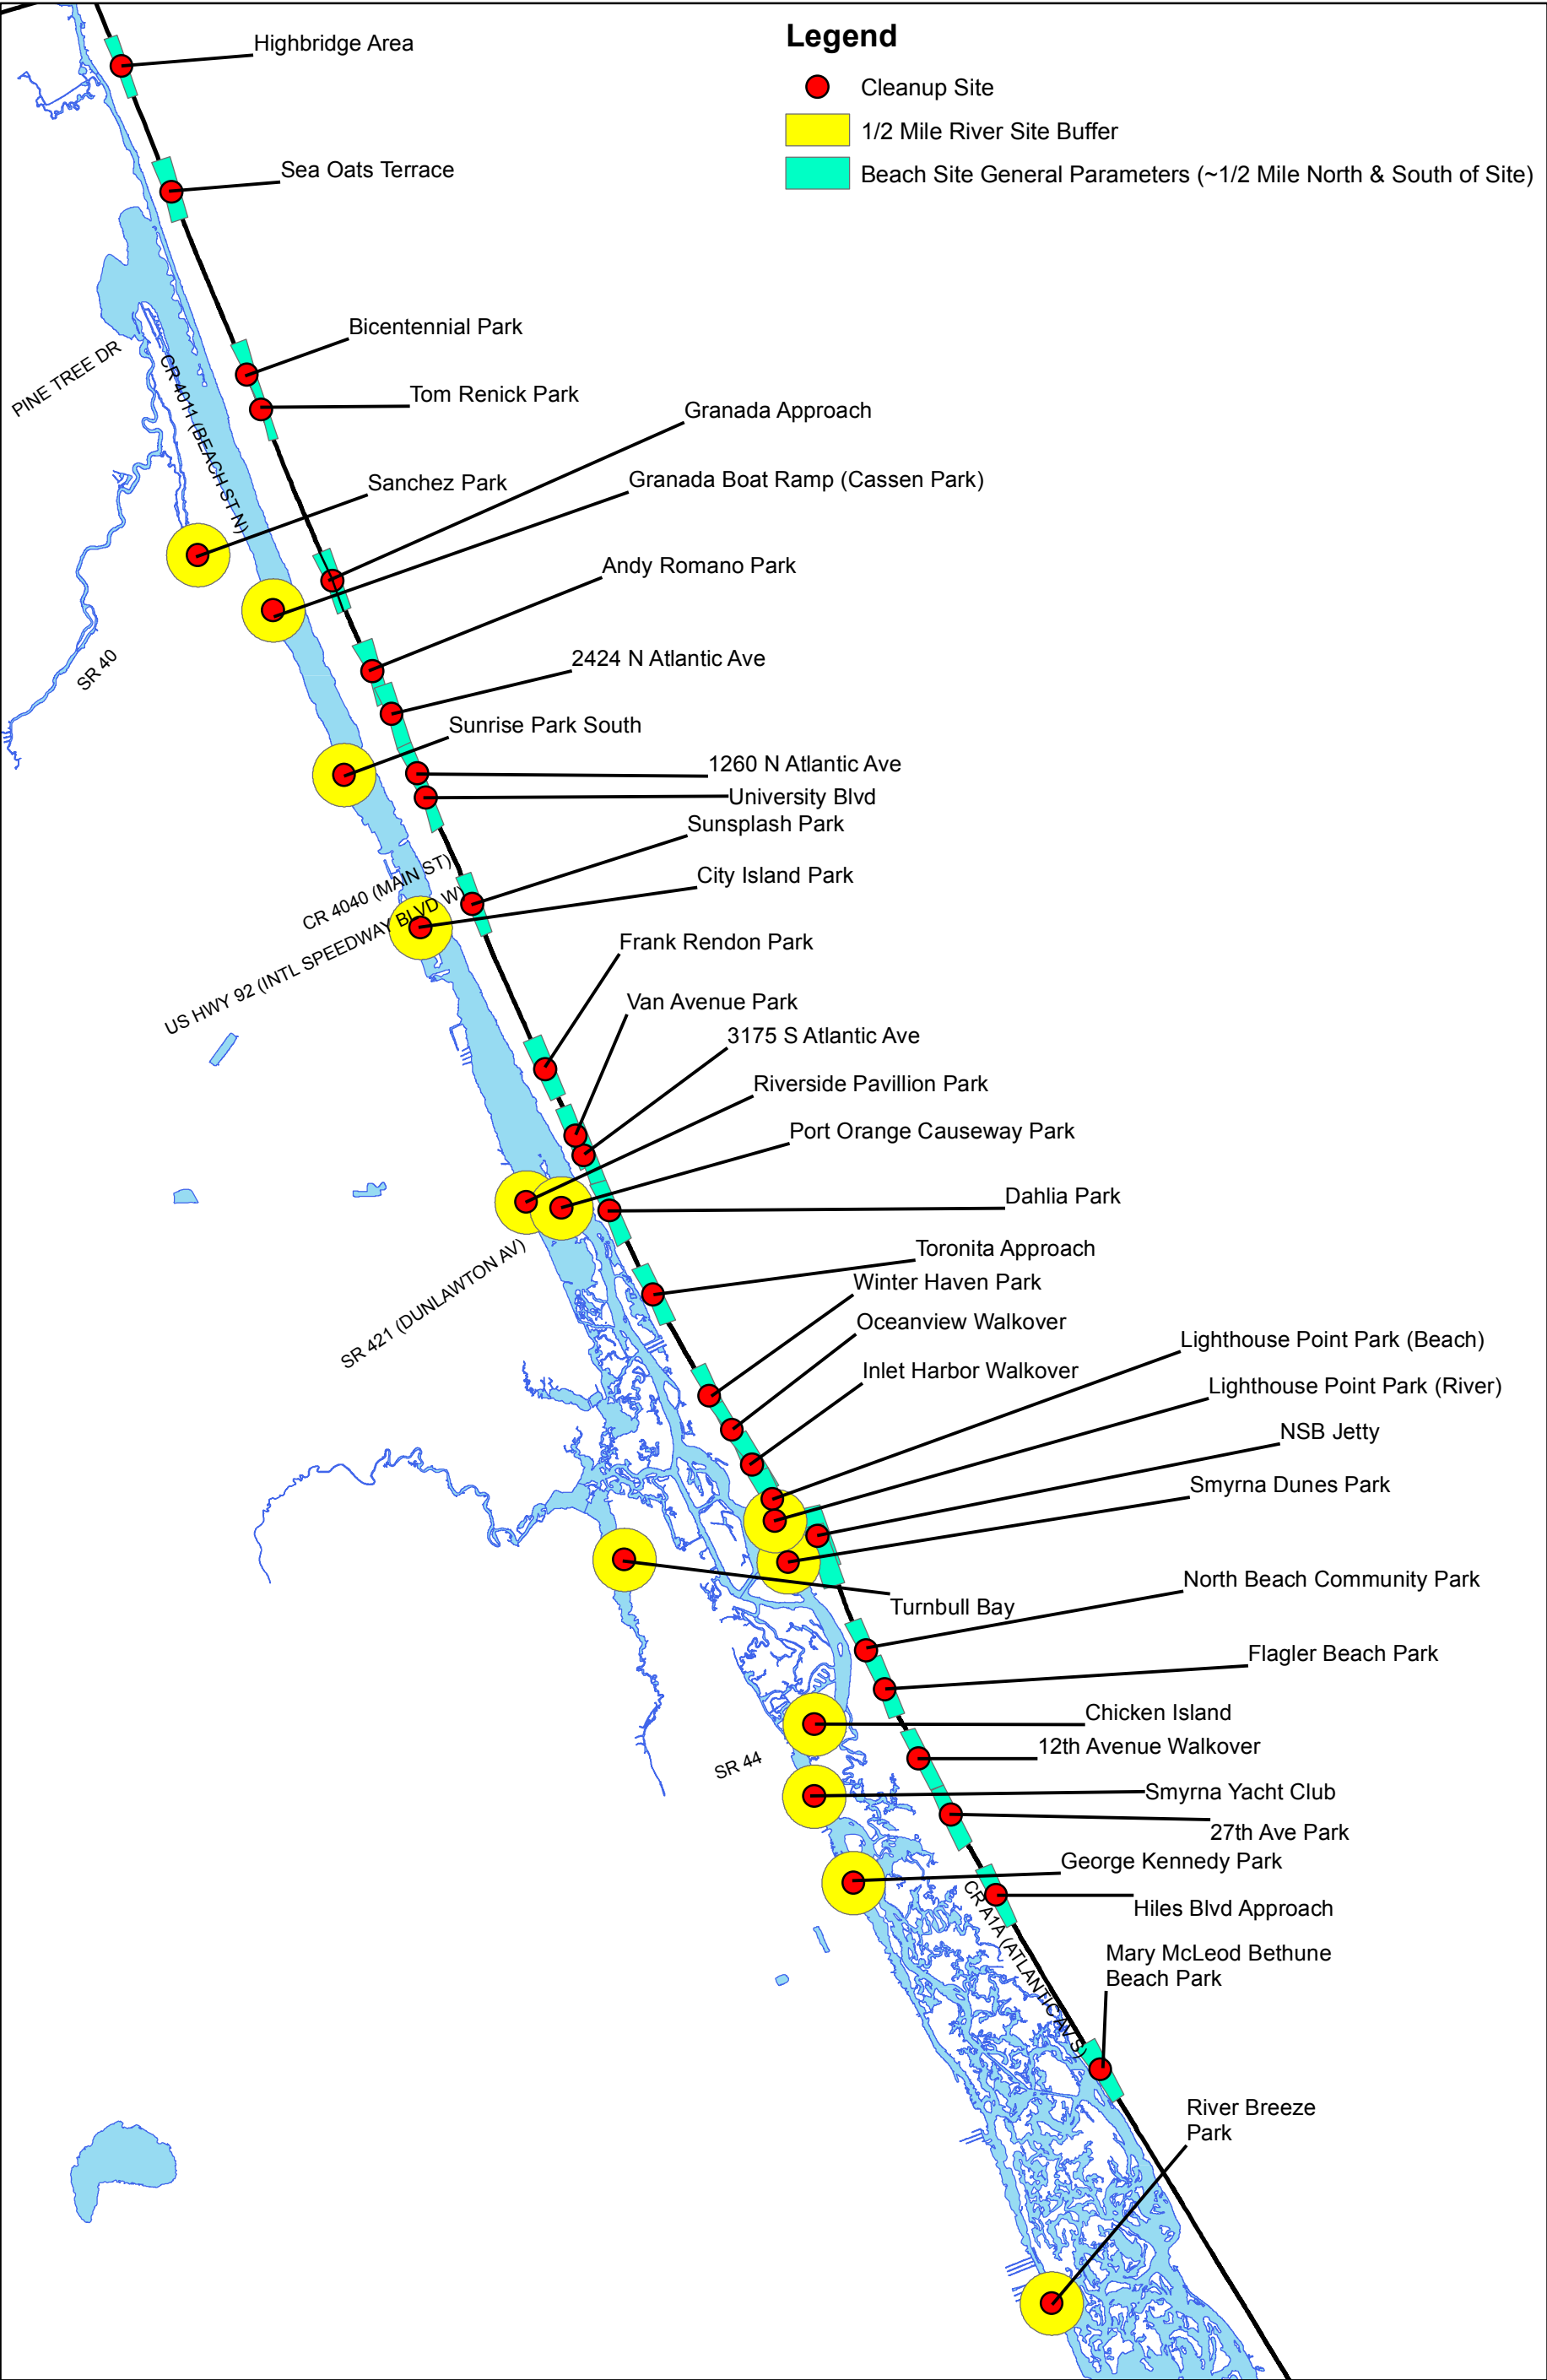 Legend
Cleanup Site
1/2 Mile River Site Buffer
Beach Site General Parameters (~1/2 Mile North & South of Site)
Highbridge Area
Sea Oats Terrace
Bicentennial Park
PINE TREE DR
CR 4011 (BEACH ST N)
Tom Renick Park
Granada Approach
Sanchez Park
Granada Boat Ramp (Cassen Park)
Andy Romano Park
SR 40
2424 N Atlantic Ave
Sunrise Park South
1260 N Atlantic Ave
University Blvd
Sunsplash Park
CR 4040 (MAIN ST)
City Island Park
US HWY 92 (INTL SPEEDWAY BLVD W)
Frank Rendon Park
Van Avenue Park
3175 S Atlantic Ave
Riverside Pavillion Park
Port Orange Causeway Park
Dahlia Park
SR 421 (DUNLAWTON AV)
Toronita Approach
Winter Haven Park
Oceanview Walkover
Lighthouse Point Park (Beach)
Inlet Harbor Walkover
Lighthouse Point Park (River)
NSB Jetty
Smyrna Dunes Park
North Beach Community Park
Turnbull Bay
Flagler Beach Park
Chicken Island
12th Avenue Walkover
SR 44
Smyrna Yacht Club
27th Ave Park
George Kennedy Park
Hiles Blvd Approach
CR A1A (ATLANTIC AV S)
Mary McLeod Bethune
Beach Park
River Breeze
Park